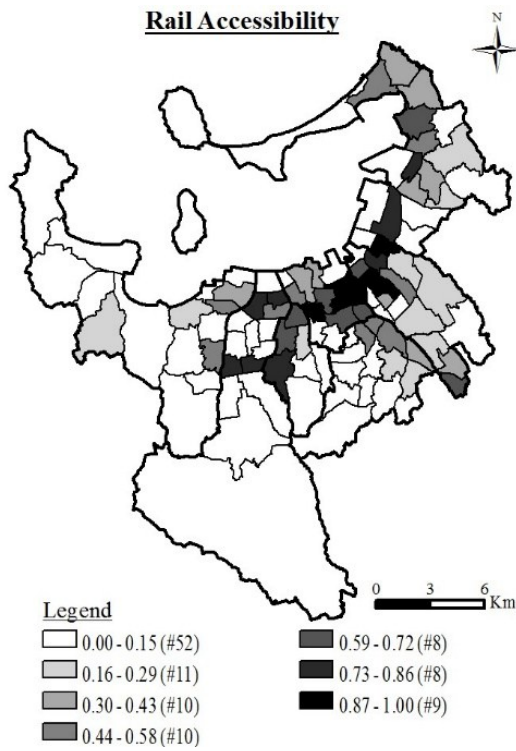 Rail Accessibility
N
0 3 6
Km
Legend
0.00 - 0.15 (#52)
0.16 - 0.29 (#11)
0.30 - 0.43 (#10)
0.44 - 0.58 (#10)
0.59 - 0.72 (#8)
0.73 - 0.86 (#8)
0.87 - 1.00 (#9)